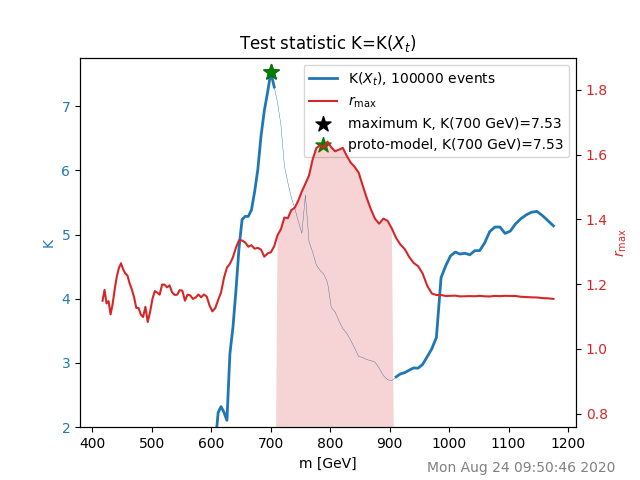 Test statistic K=K(Xₜ)
K(Xₜ), 100000 events
r_max
maximum K, K(700 GeV)=7.53
proto-model, K(700 GeV)=7.53
K
7
6
5
4
3
2
1.8
1.6
1.4
1.2
1.0
0.8
r_max
400 500 600 700 800 900 1000 1100 1200
m [GeV]
Mon Aug 24 09:50:46 2020